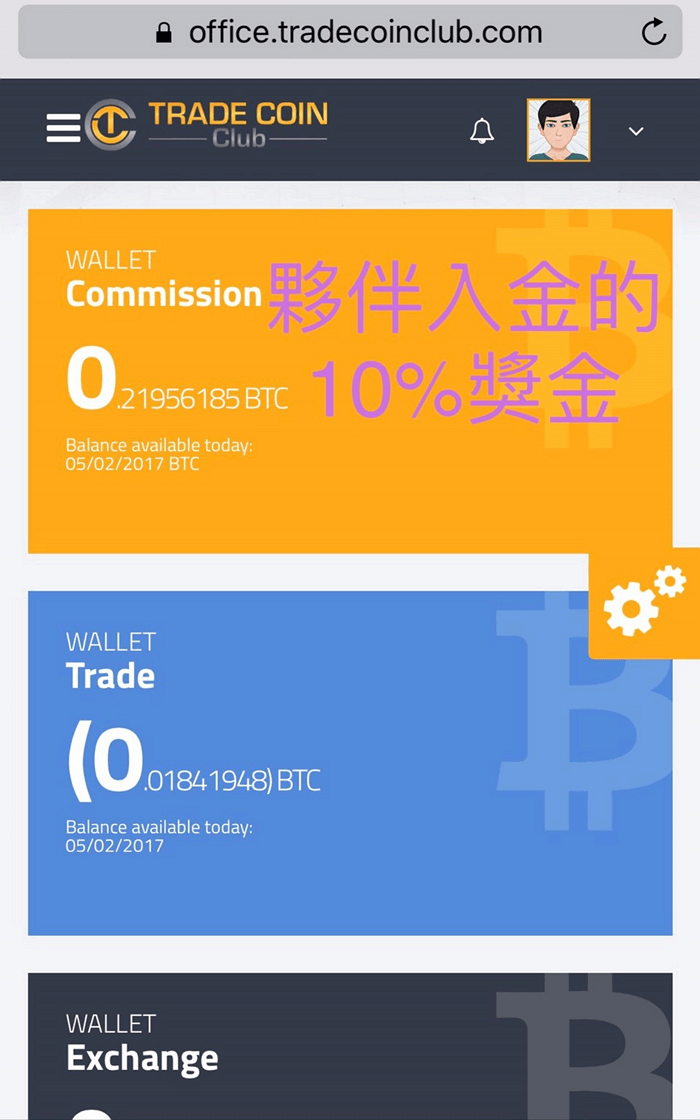 office.tradecoinclub.com
TRADE COIN
Club
WALLET
Commission
夥伴入金的
10%獎金
0.21956185 BTC
Balance available today:
05/02/2017 BTC
WALLET
Trade
(0.01841948) BTC
Balance available today:
05/02/2017
WALLET
Exchange